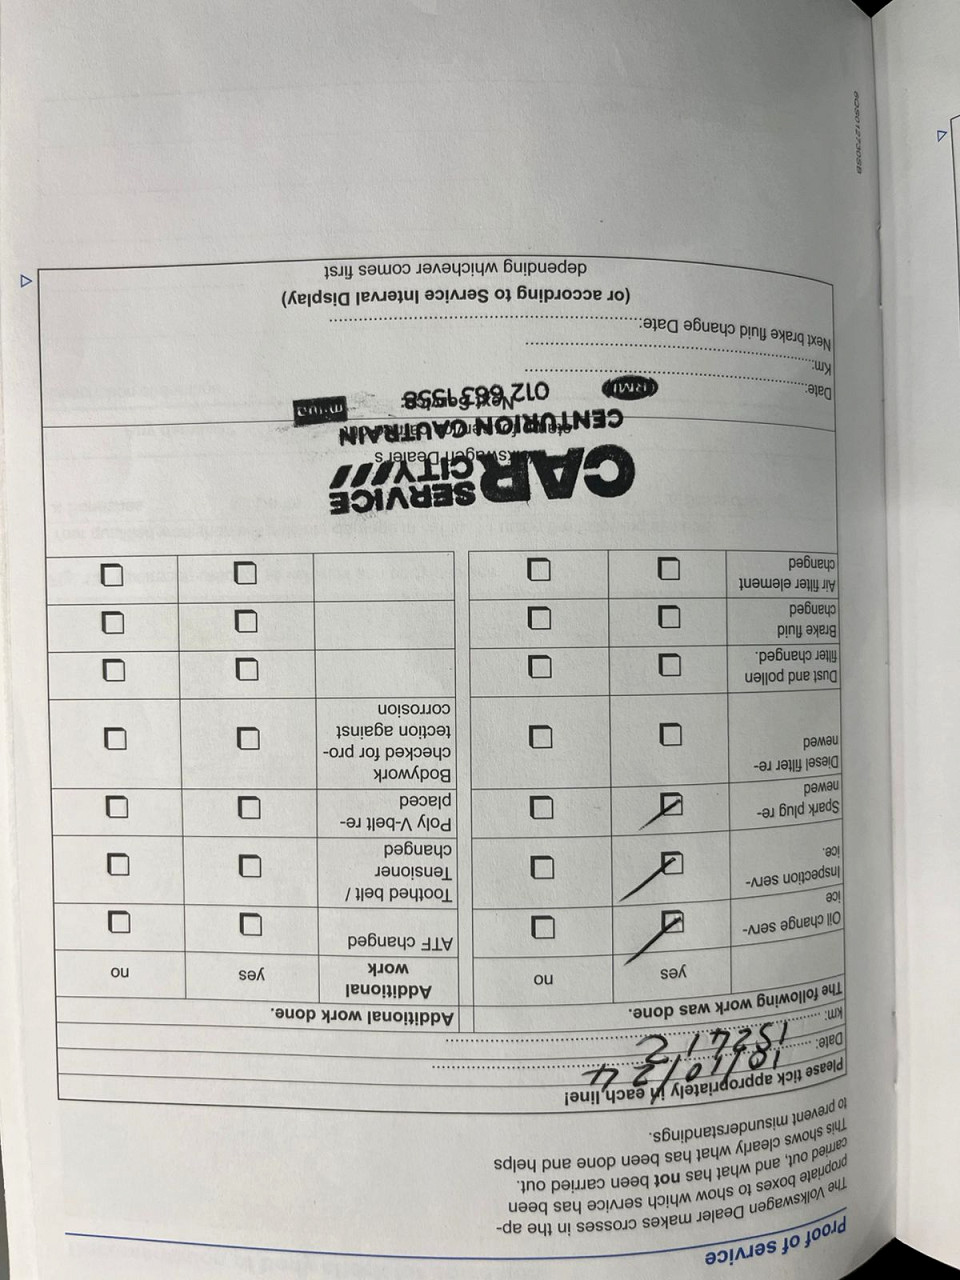 Proof of service
The Volkswagen Dealer makes crosses in the ap-
propriate boxes to show which service has been
carried out, and what has not been carried out.
This shows clearly what has been done and helps
to prevent misunderstandings.
Please tick appropriately in each line!
Date: 18/10/24
km: 152412
The following work was done.
Additional work done.
yes
no
Additional
work
yes
no
Oil change serv-
ice
ATF changed
Inspection serv-
ice.
Toothed belt /
Tensioner
changed
Spark plug re-
newed
Poly V-belt re-
placed
Diesel filter re-
newed
Bodywork
checked for pro-
tection against
corrosion
Dust and pollen
filter changed.
Brake fluid
changed
Air filter element
changed
CAR SERVICE
CITY
Volkswagen Dealer's
CENTURION GAUTRAIN
Next Service:
012 663 1558
RMI
Date:
Km:
Next brake fluid change Date:
(or according to Service Interval Display)
depending whichever comes first